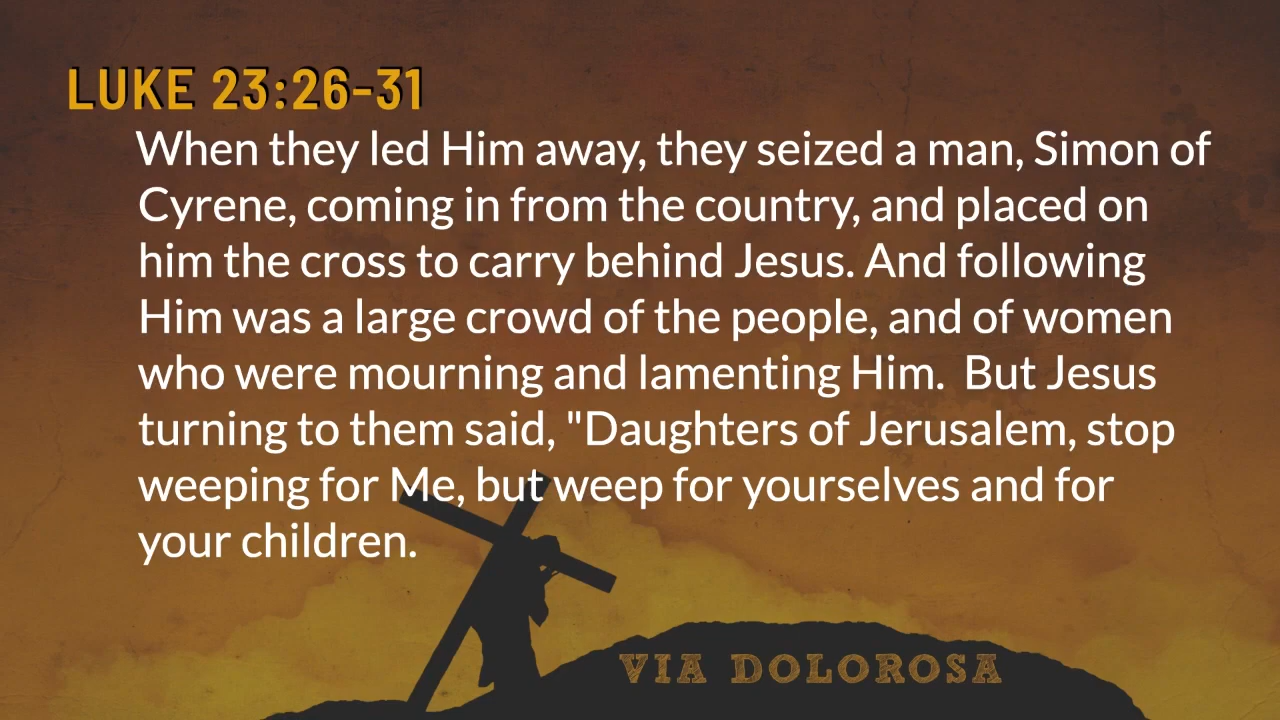 LUKE 23:26-31
When they led Him away, they seized a man, Simon of
Cyrene, coming in from the country, and placed on
him the cross to carry behind Jesus. And following
Him was a large crowd of the people, and of women
who were mourning and lamenting Him.  But Jesus
turning to them said, "Daughters of Jerusalem, stop
weeping for Me, but weep for yourselves and for
your children.
VIA DOLOROSA